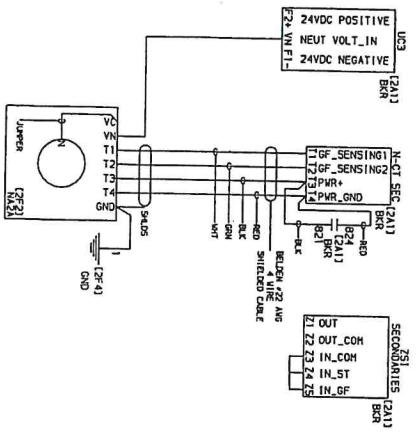 F2+ 24VDC POSITIVE
VN NEUT VOLT_IN
F1- 24VDC NEGATIVE
UC3
[2A1]
BKR
VC
VN
T1
T2
T3
T4
GND
N
JUMPER
[2F2]
NA2A
SHLDS
1
[2F4]
GND
WHT
GRN
BLK
RED
BELDEN #22 AWG
4 WIRE
SHIELDED CABLE
N-CT SEC
T1 GF_SENSING1
T2 GF_SENSING2
T3 PWR+
T4 PWR_GND
[2A1]
BKR
BLK
821
824
[2A1]
BKR
RED
Z1 OUT
Z2 OUT_COM
Z3 IN_COM
Z4 IN_ST
Z5 IN_GF
ZSI
SECONDARIES
[2A1]
BKR